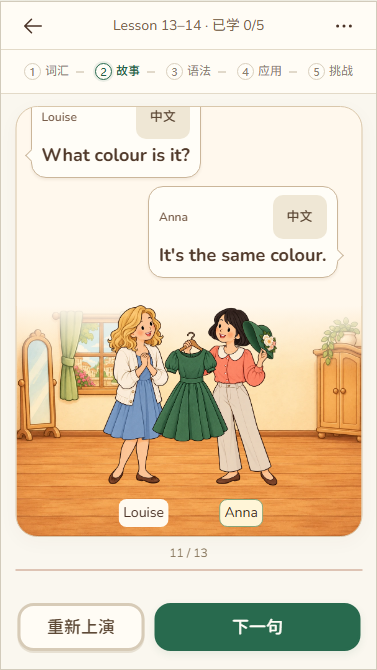 Lesson 13–14 · 已学 0/5
1 词汇 – 2 故事 – 3 语法 – 4 应用 – 5 挑战
Louise
中文
What colour is it?
Anna
中文
It's the same colour.
Louise
Anna
11 / 13
重新上演
下一句